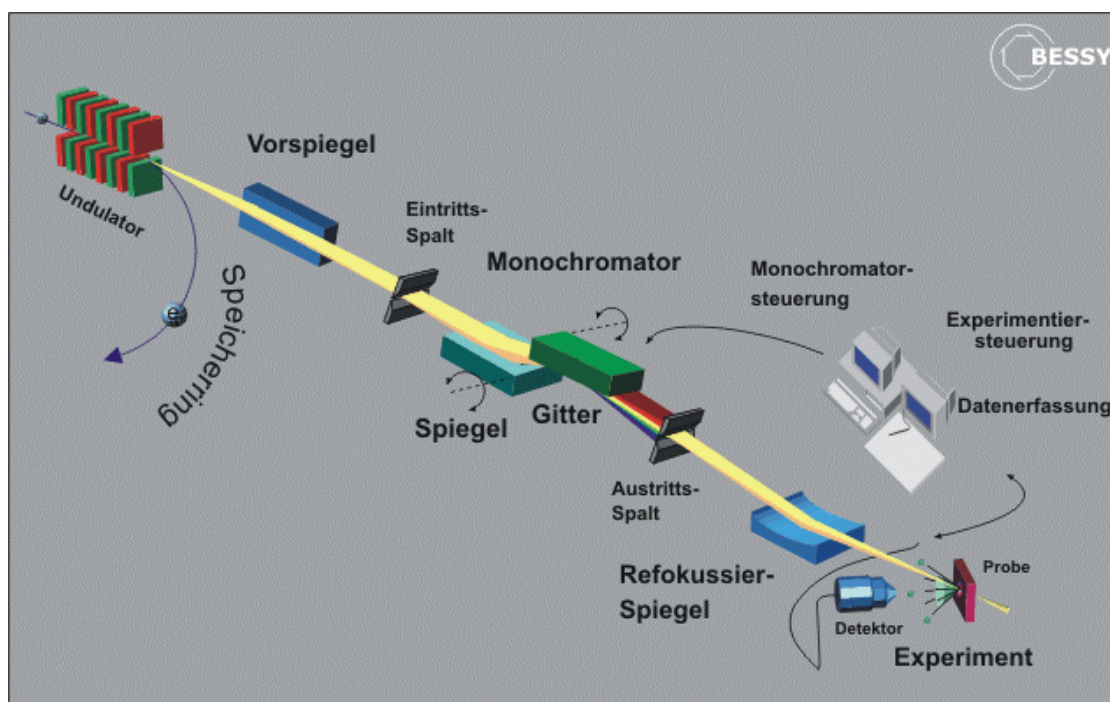 BESSY
Vorspiegel
Undulator
Eintritts-
Spalt
Monochromator
Speicherring
e-
Monochromator-
steuerung
Experimentier-
steuerung
Datenerfassung
Spiegel
Gitter
Austritts-
Spalt
Refokussier-
Spiegel
Probe
Detektor
Experiment